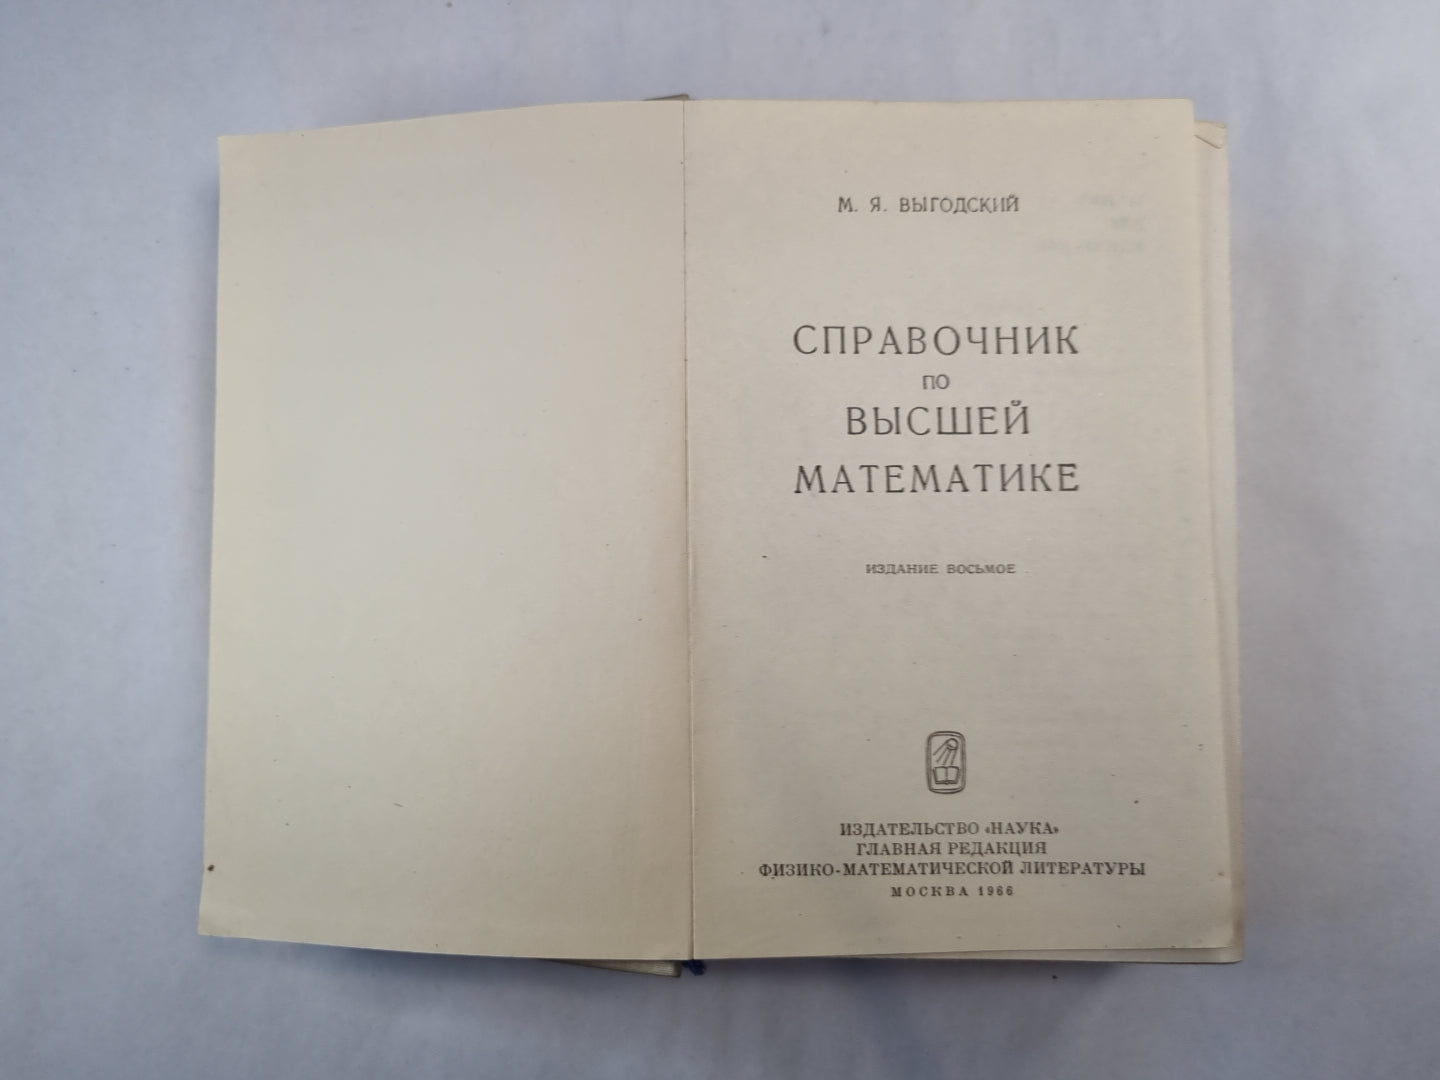 М. Я. ВЫГОДСКИЙ
СПРАВОЧНИК
ПО
ВЫСШЕЙ
МАТЕМАТИКЕ
ИЗДАНИЕ ВОСЬМОЕ
ИЗДАТЕЛЬСТВО «НАУКА»
ГЛАВНАЯ РЕДАКЦИЯ
ФИЗИКО-МАТЕМАТИЧЕСКОЙ ЛИТЕРАТУРЫ
МОСКВА 1966